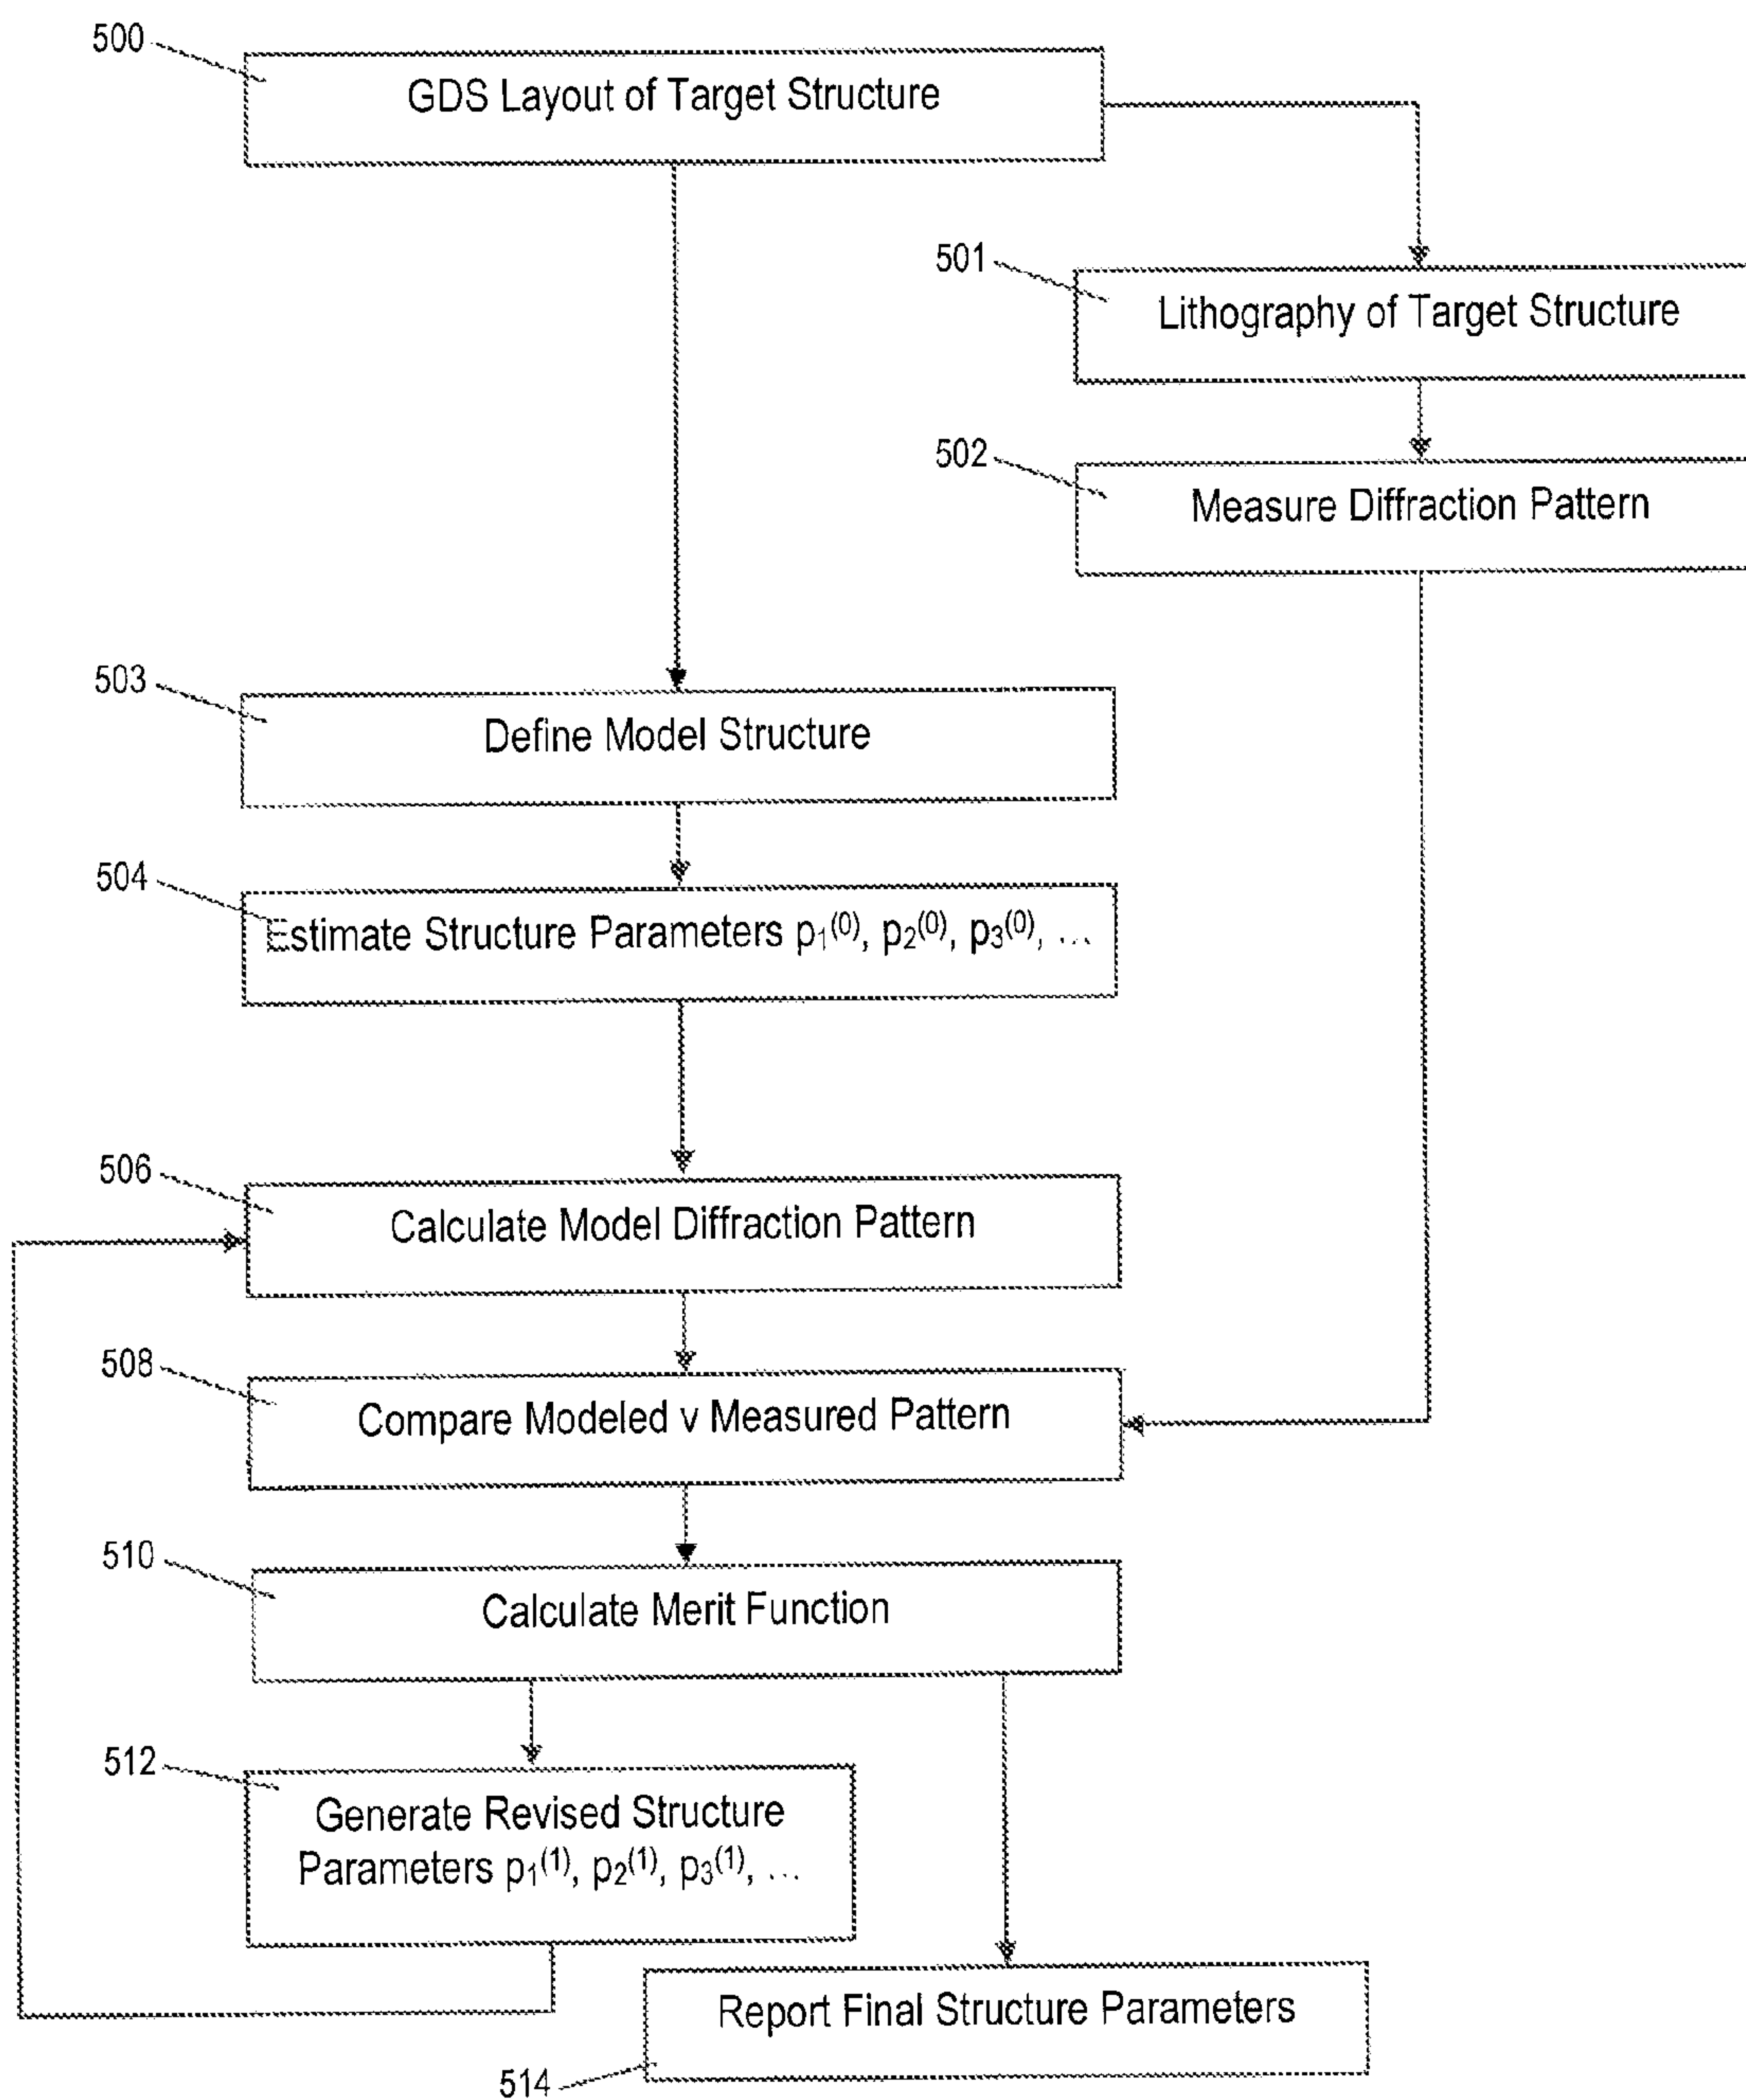 500
GDS Layout of Target Structure
501
Lithography of Target Structure
502
Measure Diffraction Pattern
503
Define Model Structure
504
Estimate Structure Parameters p₁⁽⁰⁾, p₂⁽⁰⁾, p₃⁽⁰⁾, ...
506
Calculate Model Diffraction Pattern
508
Compare Modeled v Measured Pattern
510
Calculate Merit Function
512
Generate Revised Structure
Parameters p₁⁽¹⁾, p₂⁽¹⁾, p₃⁽¹⁾, ...
Report Final Structure Parameters
514